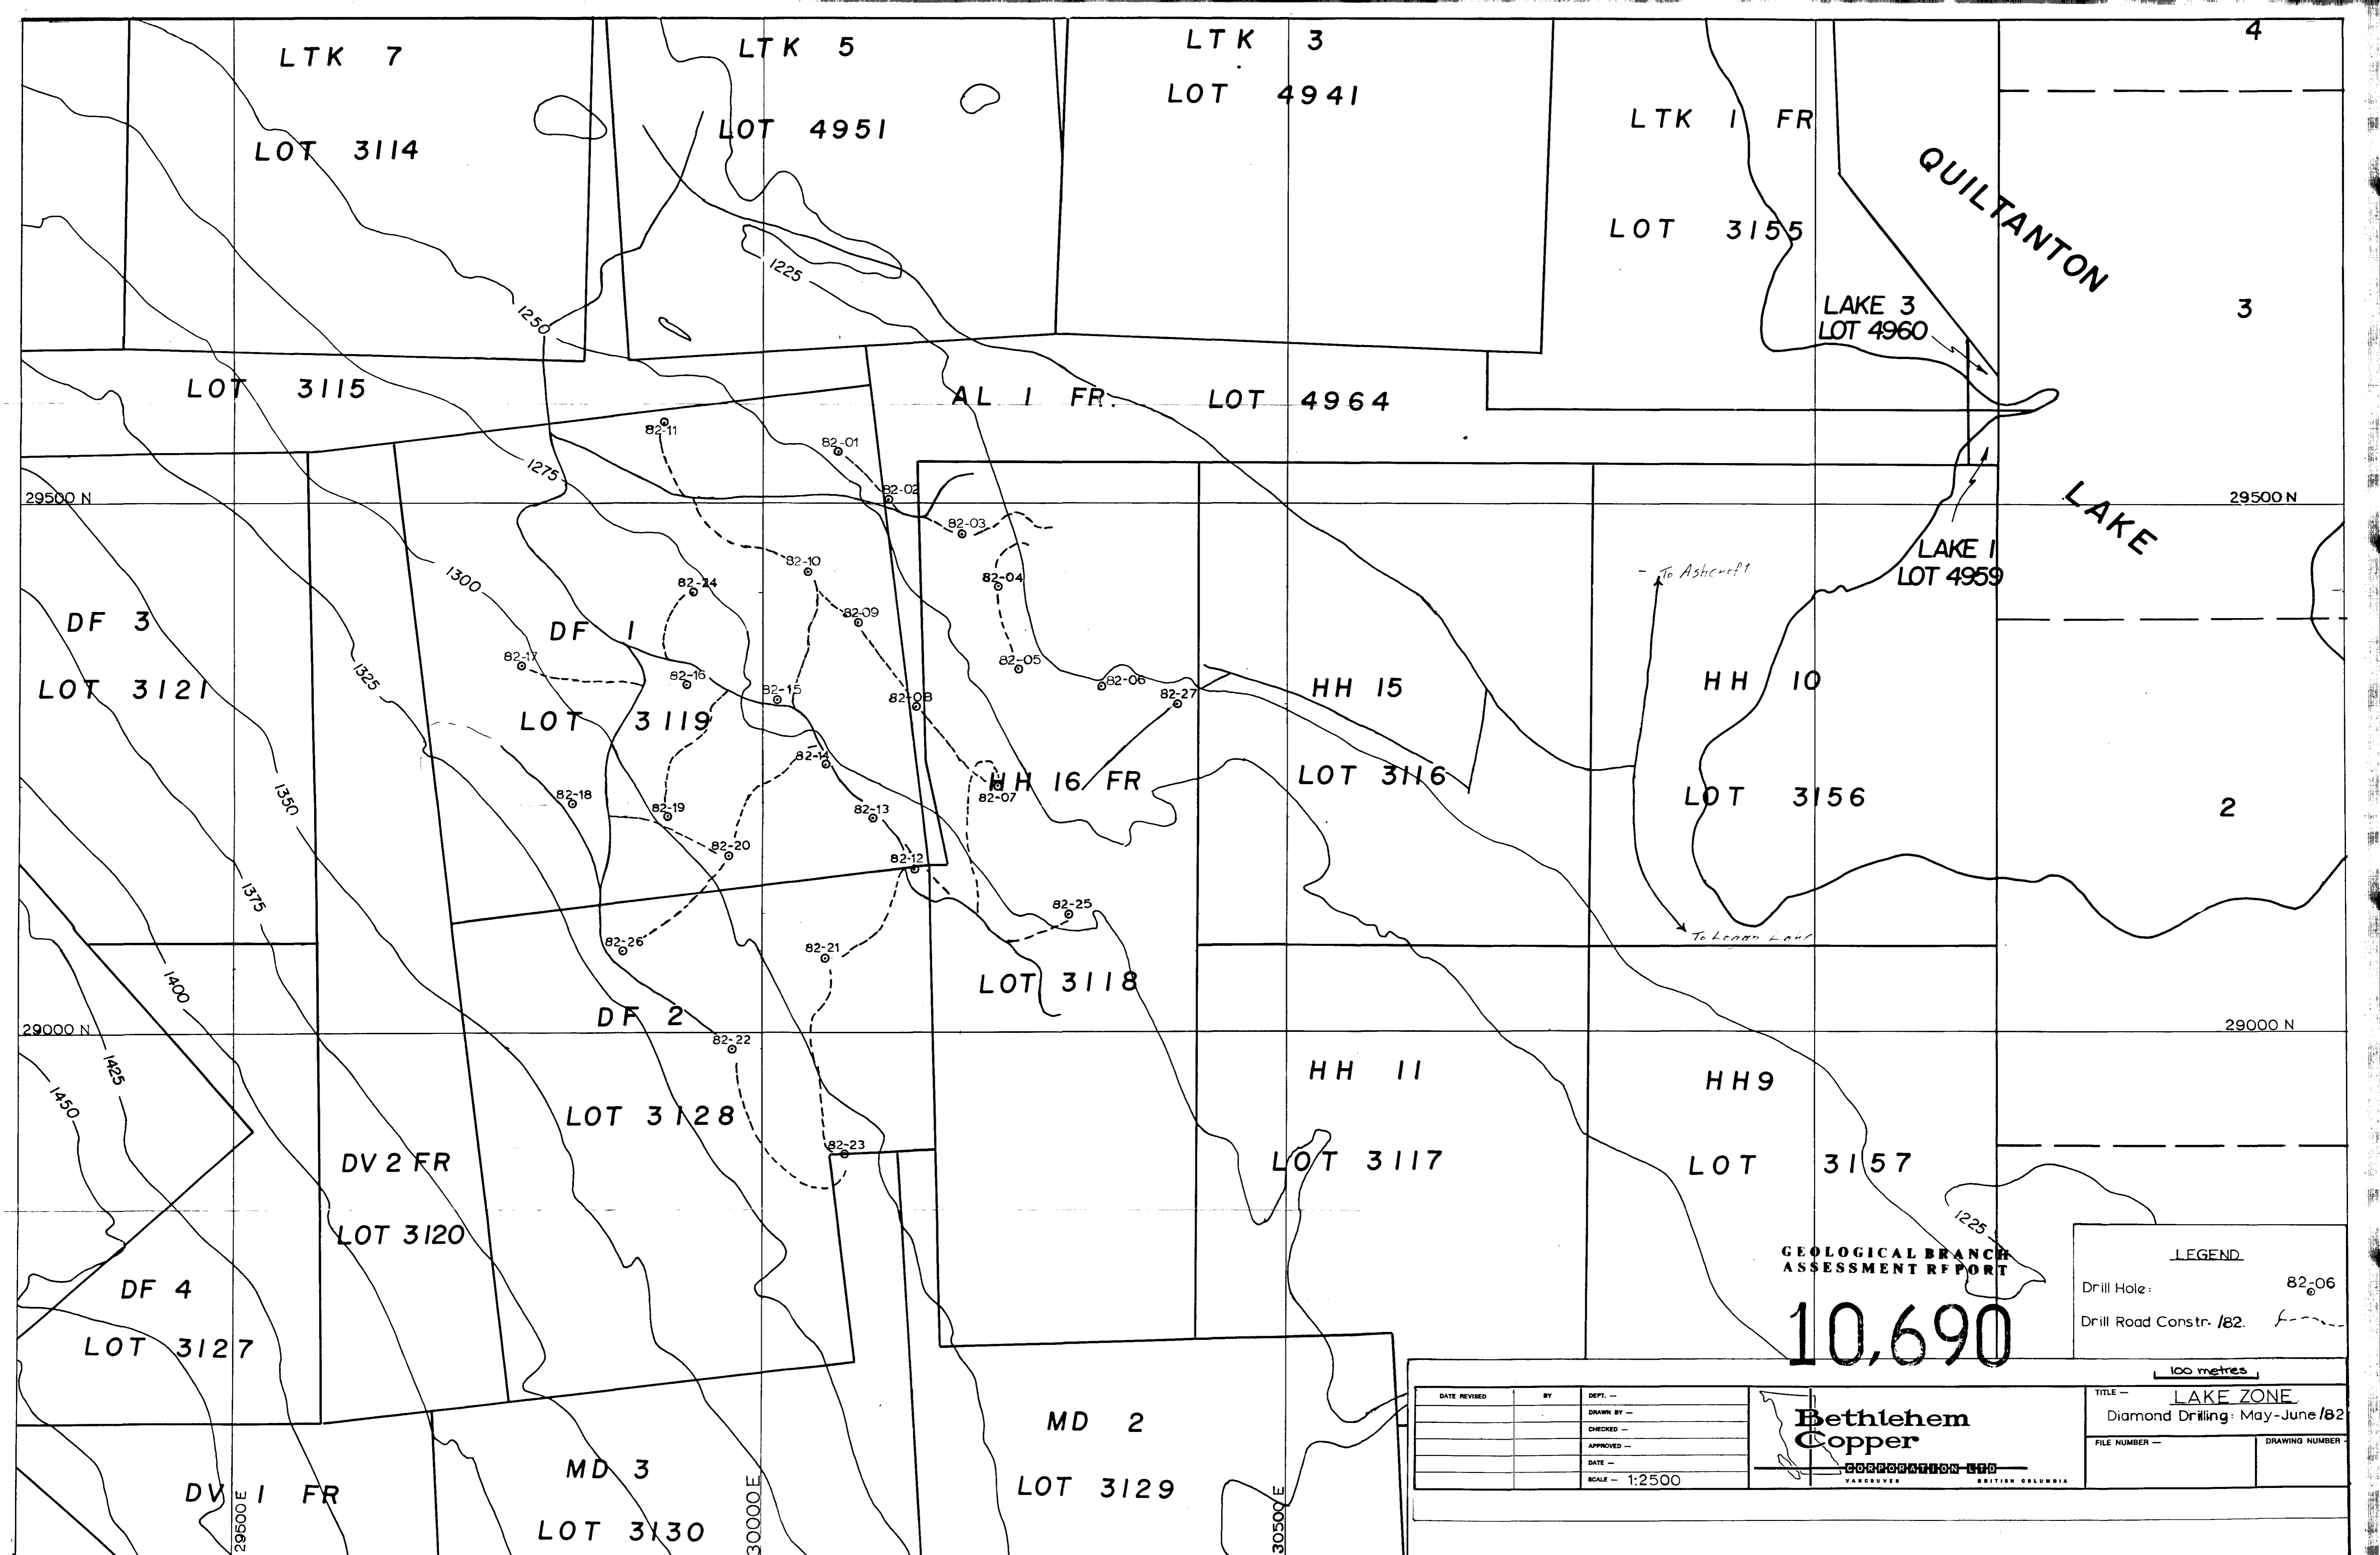 LTK 7
LTK 5
LTK 3
4
LOT 3114
LOT 4951
LOT 4941
LTK 1 FR
LOT 3155
QUILTANTON
1225
1250
LAKE 3
LOT 4960
3
LOT 3115
AL 1 FR.
LOT 4964
82-11
82-01
1275
82-02
29500 N
29500 N
LAKE
82-03
LAKE 1
LOT 4959
To Ashcroft
82-10
82-04
1300
82-24
82-09
DF 3
DF 1
82-17
82-16
82-05
82-06
82-27
1325
82-15
82-08
LOT 3121
LOT 3119
HH 15
HH 10
82-14
HH 16 FR
LOT 3116
LOT 3156
2
82-07
1350
82-18
82-19
82-13
82-20
82-12
1375
82-25
82-26
82-21
To Lake
LOT 3118
1400
DF 2
29000 N
29000 N
82-22
1425
1450
HH 11
HH 9
LOT 3128
82-23
DV 2 FR
LOT 3117
LOT 3157
LOT 3120
1225
GEOLOGICAL BRANCH
ASSESSMENT REPORT
10,690
LEGEND
Drill Hole:
82-06
Drill Road Constr. /82.
DF 4
LOT 3127
100 metres
DATE REVISED
BY
DEPT. —
DRAWN BY —
CHECKED —
APPROVED —
DATE —
SCALE — 1:2500
Bethlehem
Copper
CORPORATION LTD
VANCOUVER BRITISH COLUMBIA
TITLE — LAKE ZONE
Diamond Drilling: May-June/82
FILE NUMBER —
DRAWING NUMBER
MD 2
LOT 3129
MD 3
LOT 3130
DV 1 FR
29500 E
30000 E
30500 E